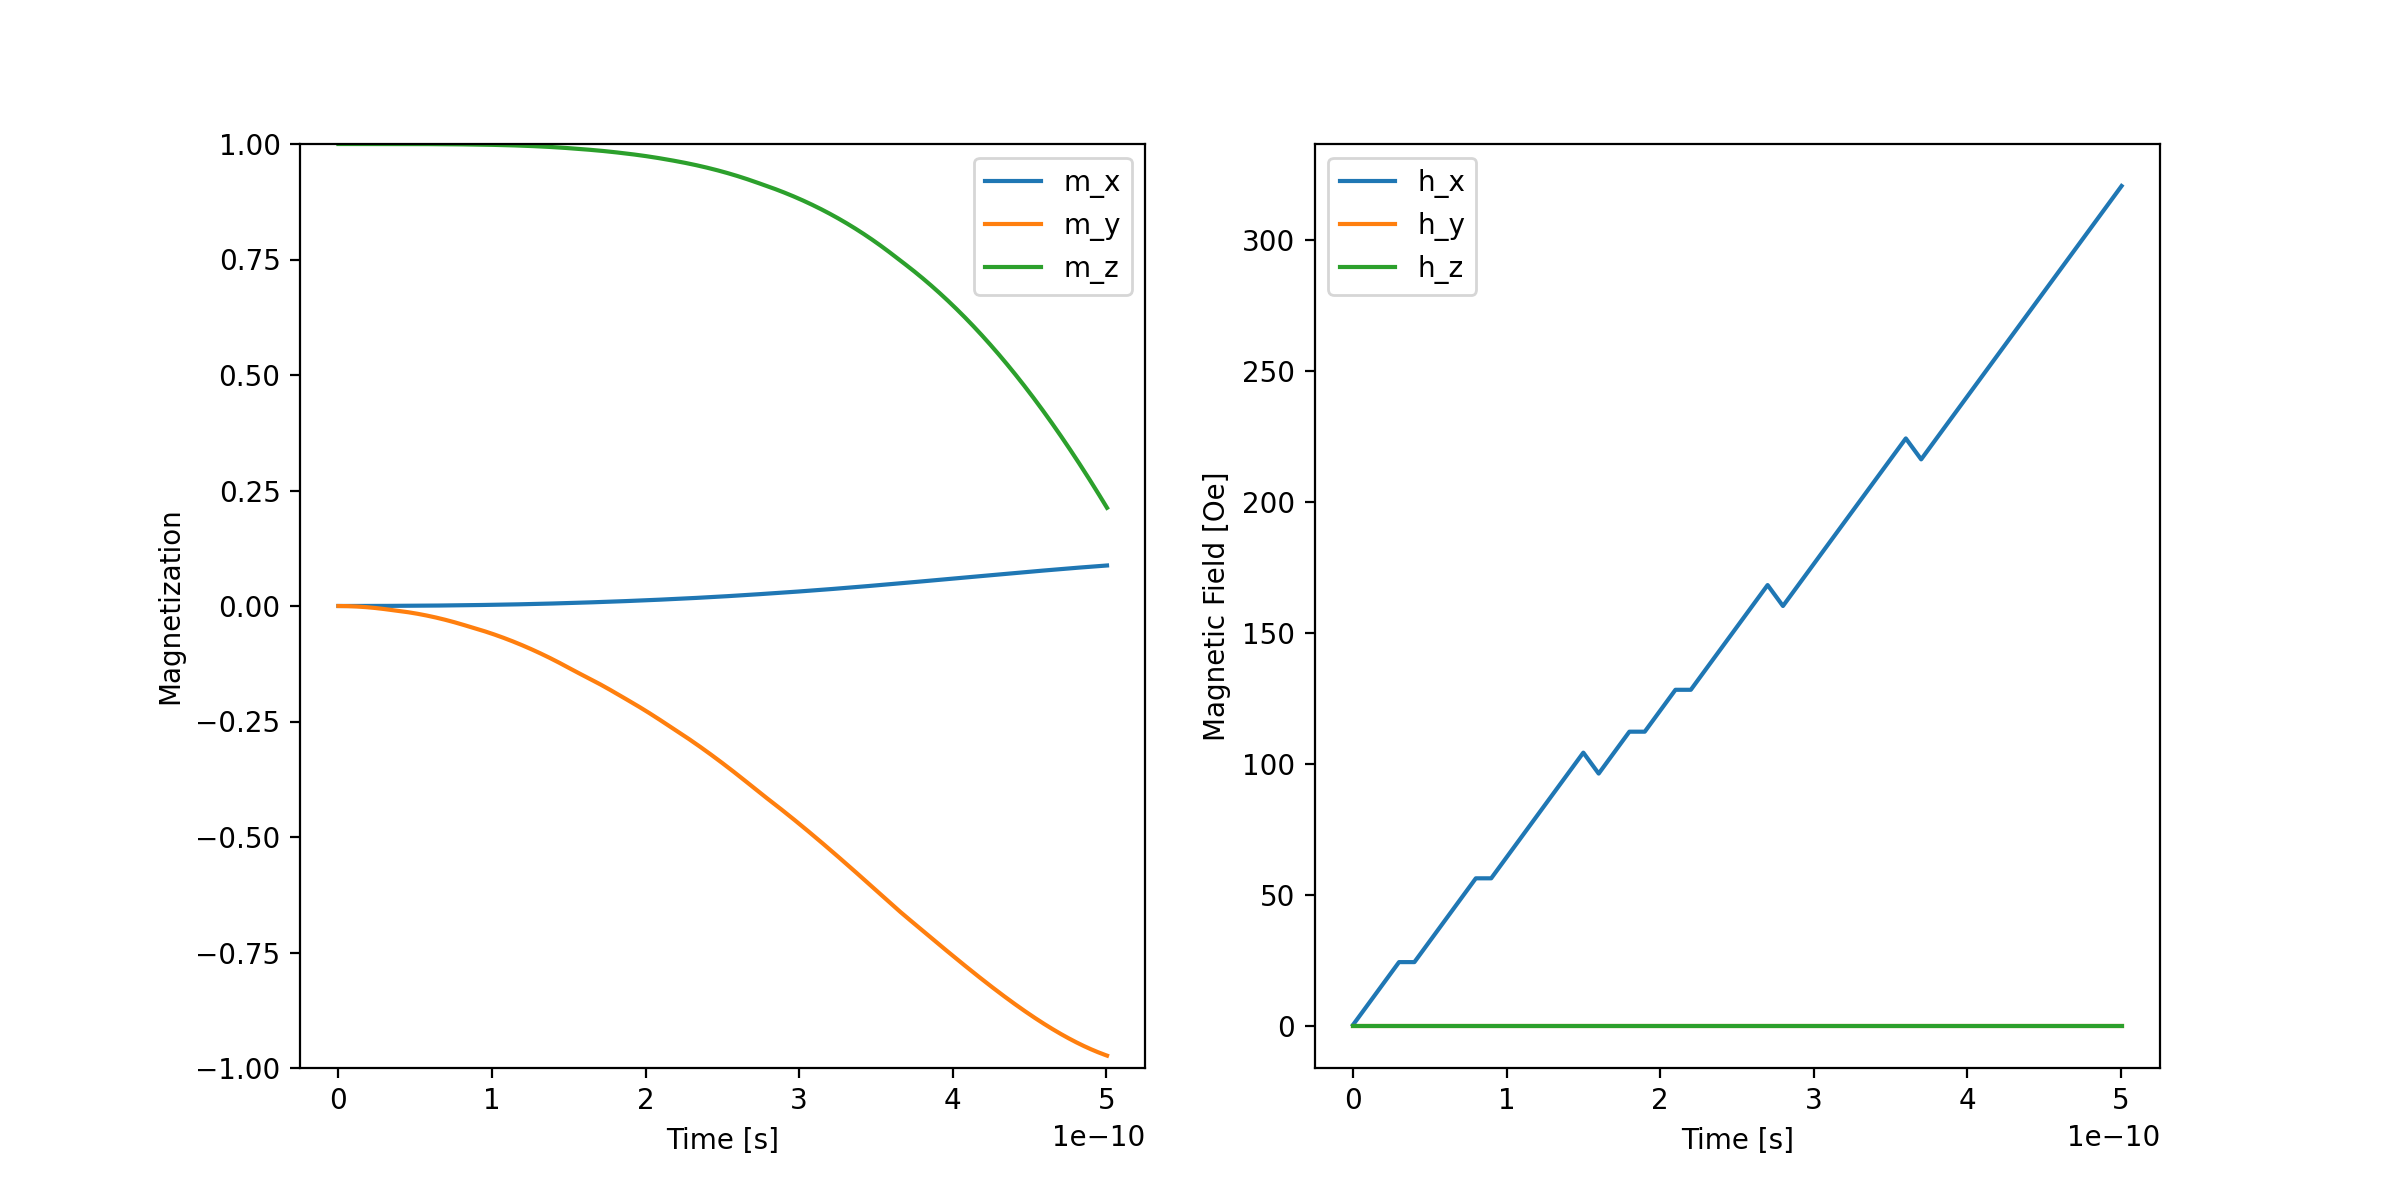 1.00
0.75
0.50
0.25
0.00
−0.25
−0.50
−0.75
−1.00
Magnetization
m_x
m_y
m_z
0 1 2 3 4 5
Time [s]
1e−10
300
250
200
150
100
50
0
Magnetic Field [Oe]
h_x
h_y
h_z
0 1 2 3 4 5
Time [s]
1e−10